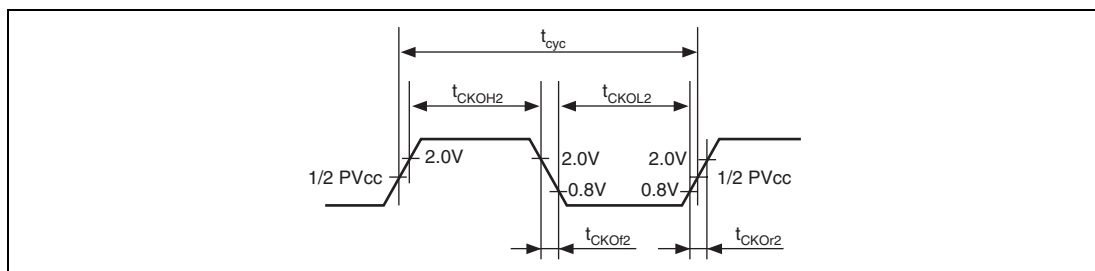 tcyc
tCKOH2 tCKOL2
2.0V 2.0V 2.0V
1/2 PVcc 1/2 PVcc
0.8V 0.8V
tCKOf2 tCKOr2